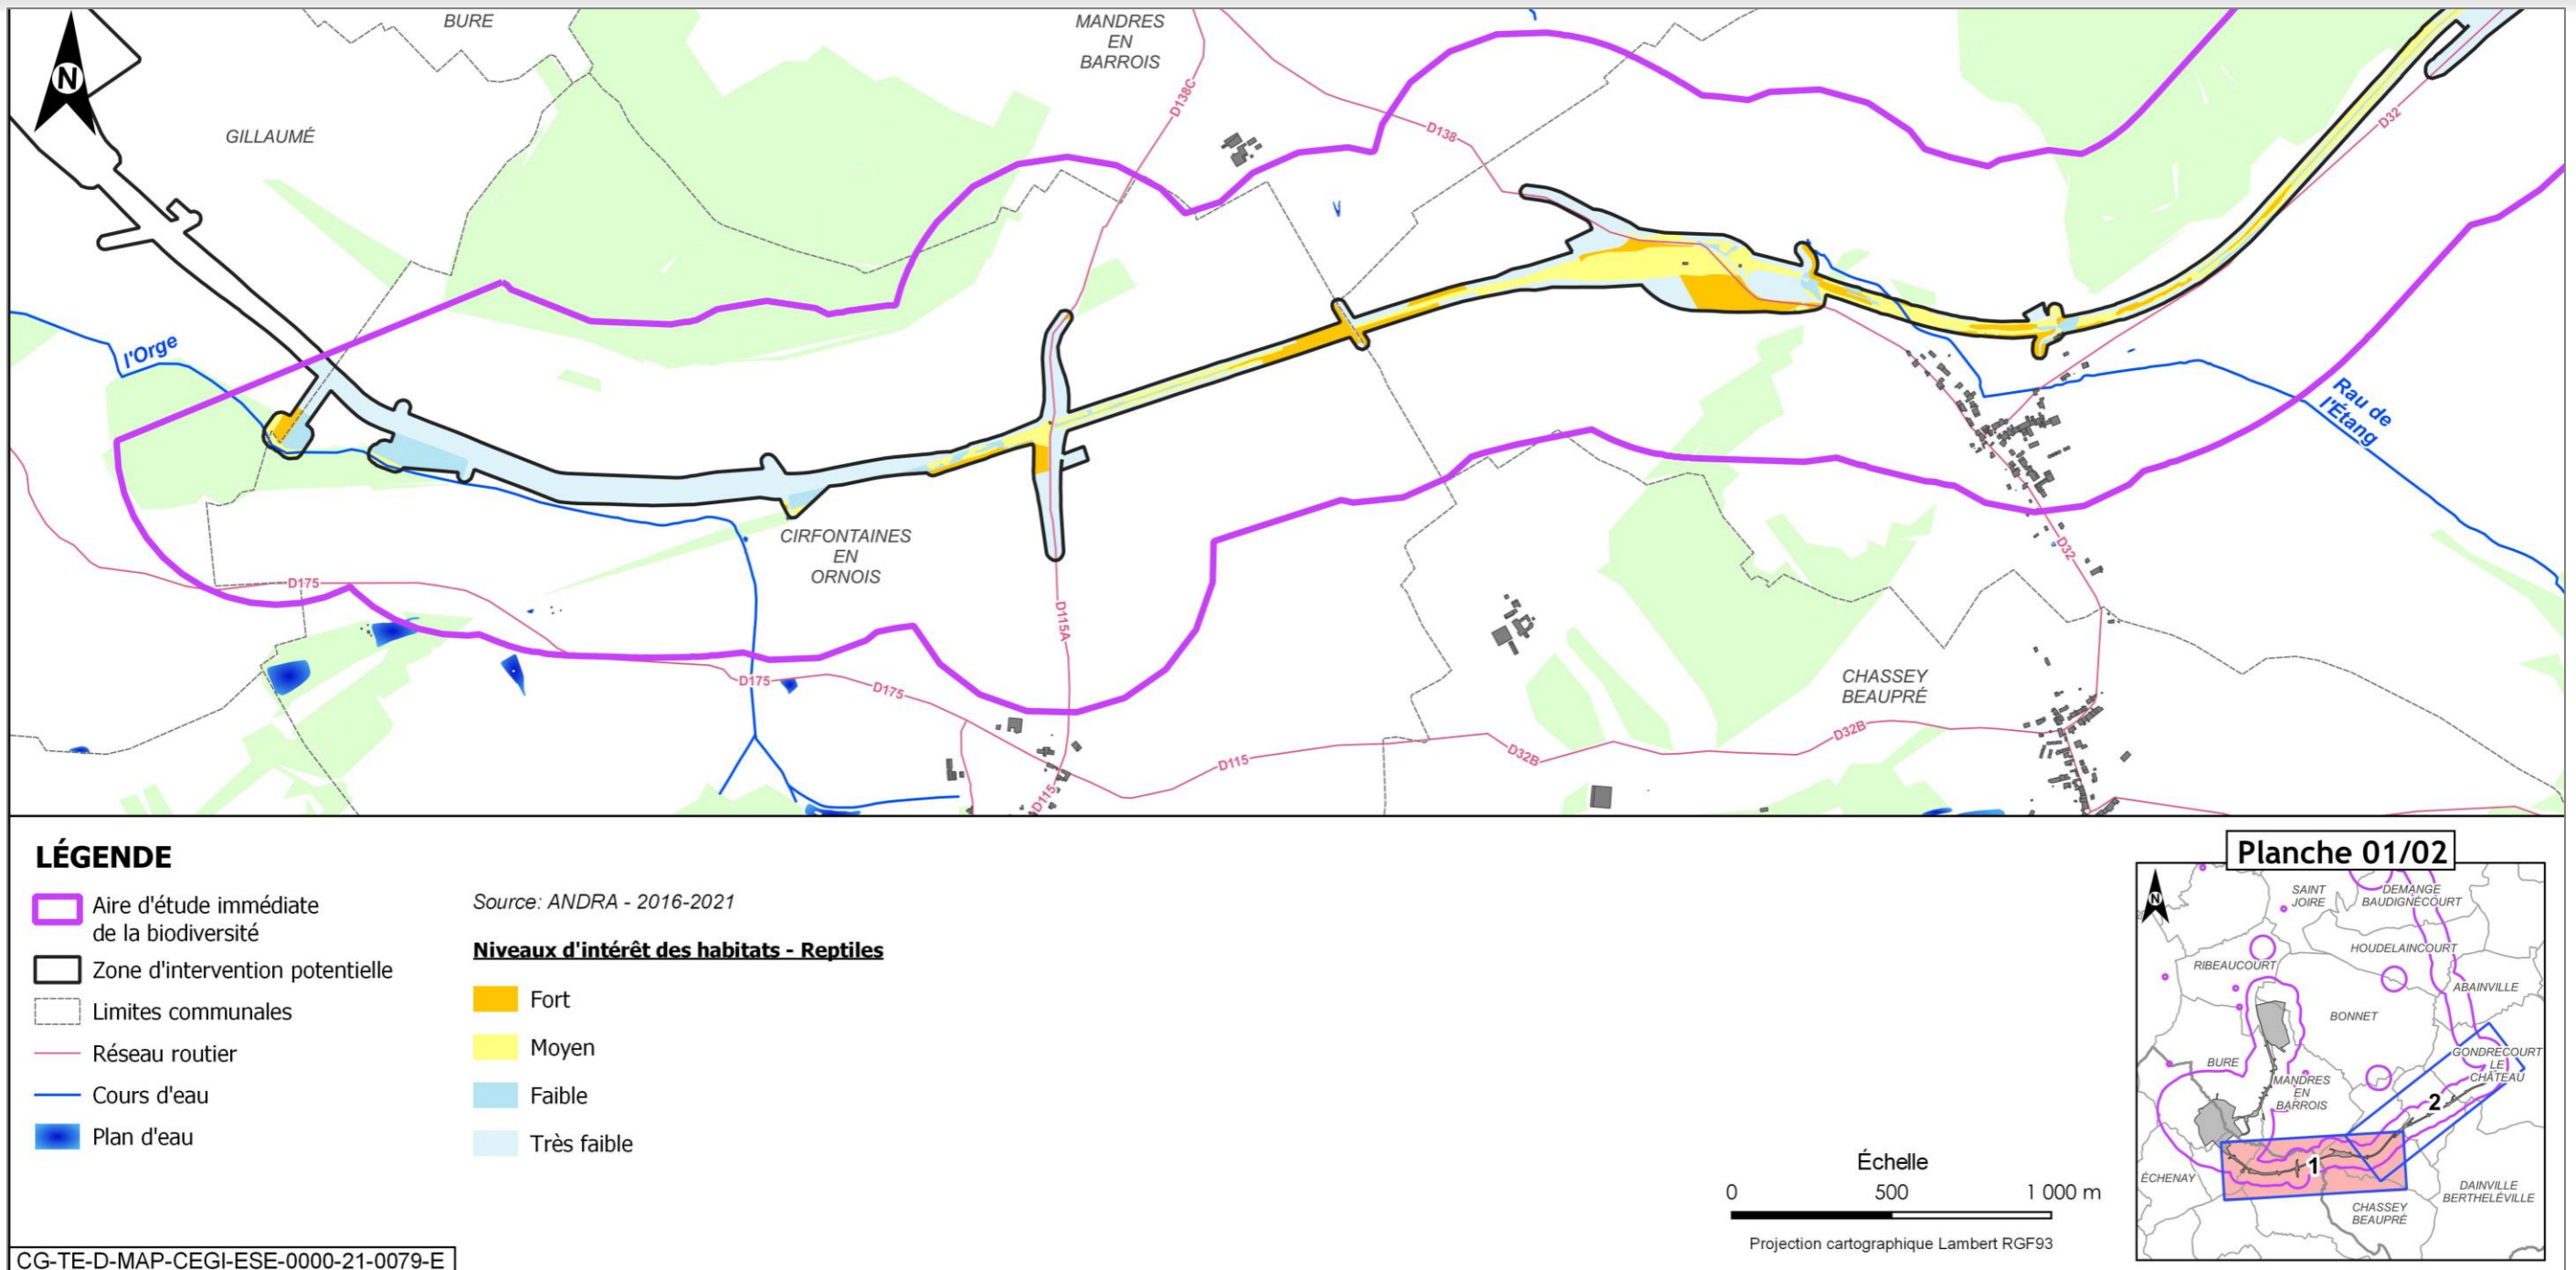 BURE
MANDRES
EN
BARROIS
N
GILLAUMÉ
D138C
D138
D32
l'Orge
Rau de
l'Étang
CIRFONTAINES
EN
ORNOIS
D175
D115A
D32
D175
D175
CHASSEY
BEAUPRÉ
D115
D32B
D32B
D115
LÉGENDE
Aire d'étude immédiate
de la biodiversité
Zone d'intervention potentielle
Limites communales
Réseau routier
Cours d'eau
Plan d'eau
Source: ANDRA - 2016-2021
Niveaux d'intérêt des habitats - Reptiles
Fort
Moyen
Faible
Très faible
Échelle
0 500 1 000 m
Projection cartographique Lambert RGF93
Planche 01/02
N
SAINT
JOIRE
DEMANGE
BAUDIGNÉCOURT
HOUDELAINCOURT
RIBEAUCOURT
ABAINVILLE
BONNET
BURE
GONDRECOURT
LE
CHÂTEAU
MANDRES
EN
BARROIS
2
1
ÉCHENAY
DAINVILLE
BERTHELÉVILLE
CHASSEY
BEAUPRÉ
CG-TE-D-MAP-CEGI-ESE-0000-21-0079-E